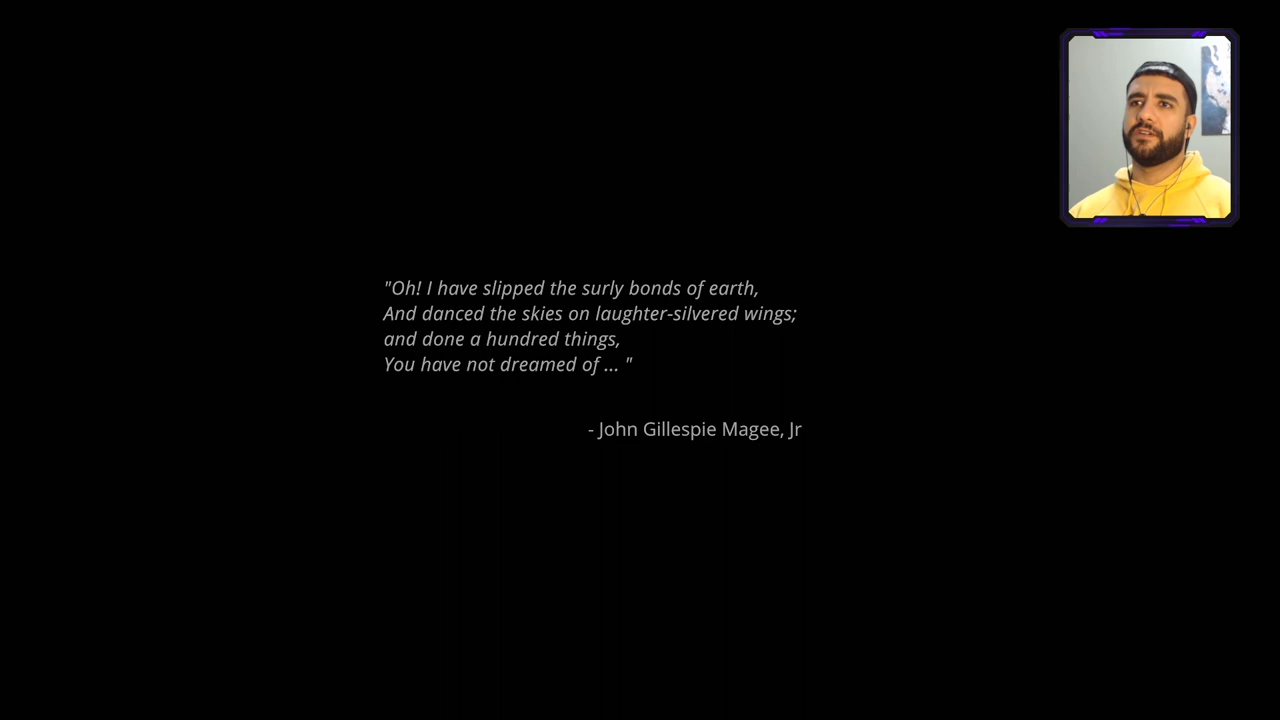 "Oh! I have slipped the surly bonds of earth,
And danced the skies on laughter-silvered wings;
and done a hundred things,
You have not dreamed of ... "
- John Gillespie Magee, Jr